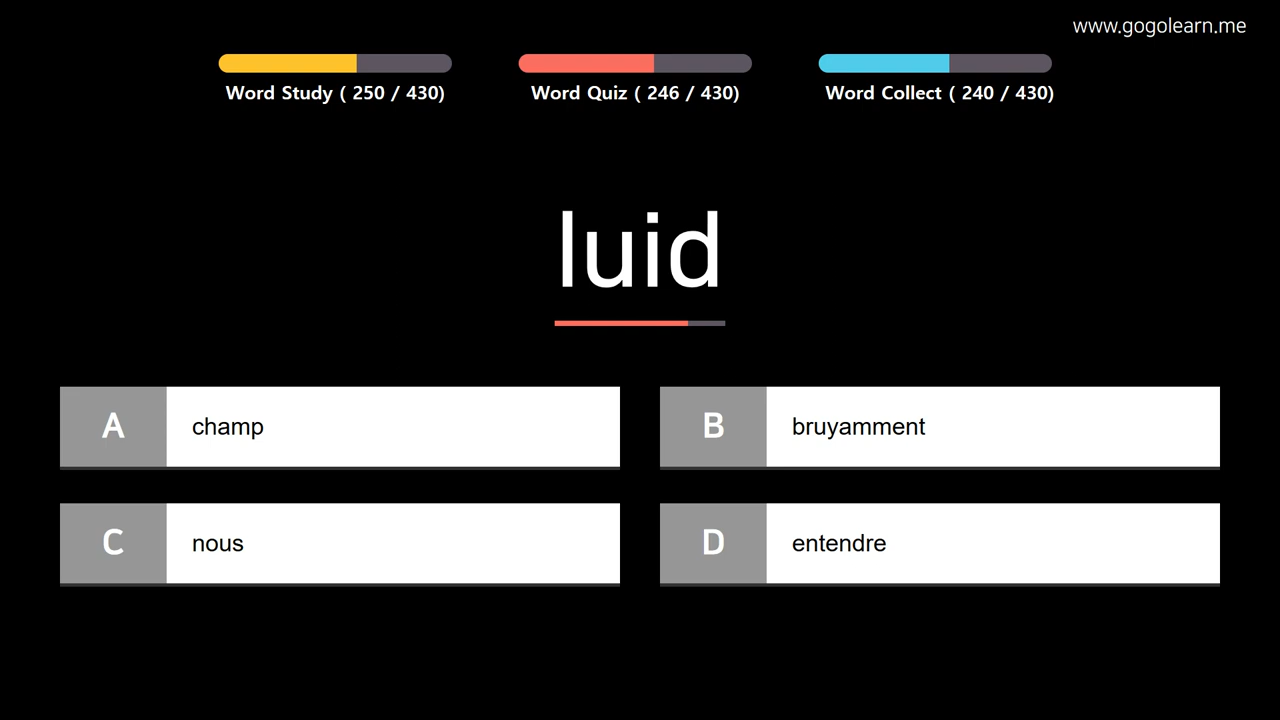 www.gogolearn.me
Word Study ( 250 / 430)
Word Quiz ( 246 / 430)
Word Collect ( 240 / 430)
luid
A champ
B bruyamment
C nous
D entendre